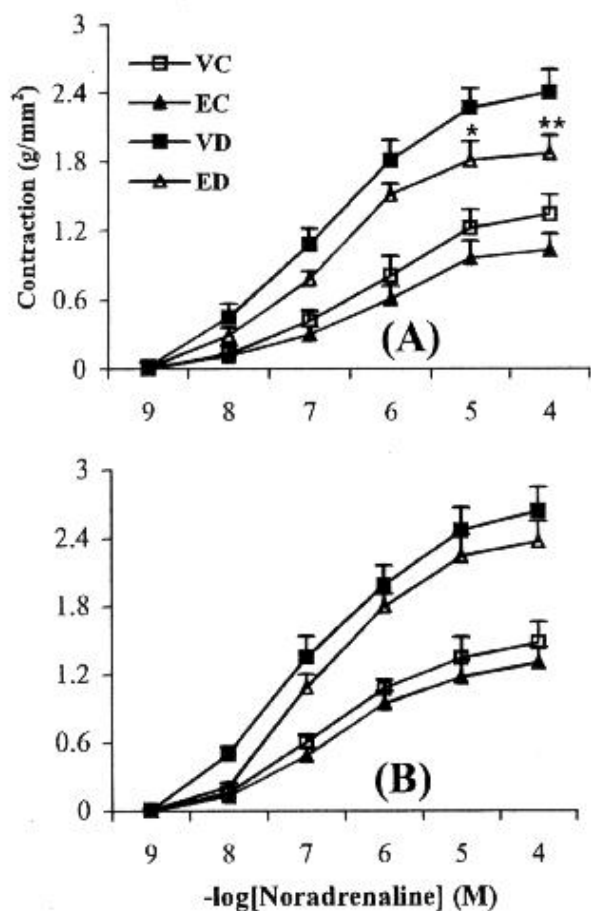 3
2.4
1.8
1.2
0.6
0
Contraction (g/mm²)
VC
EC
VD
ED
*
**
(A)
9 8 7 6 5 4
3
2.4
1.8
1.2
0.6
0
(B)
9 8 7 6 5 4
-log[Noradrenaline] (M)